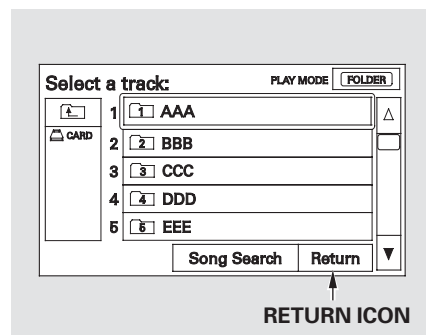 Select a track: PLAY MODE FOLDER
1 1 AAA
CARD
2 2 BBB
3 3 CCC
4 4 DDD
5 5 EEE
Song Search Return
RETURN ICON